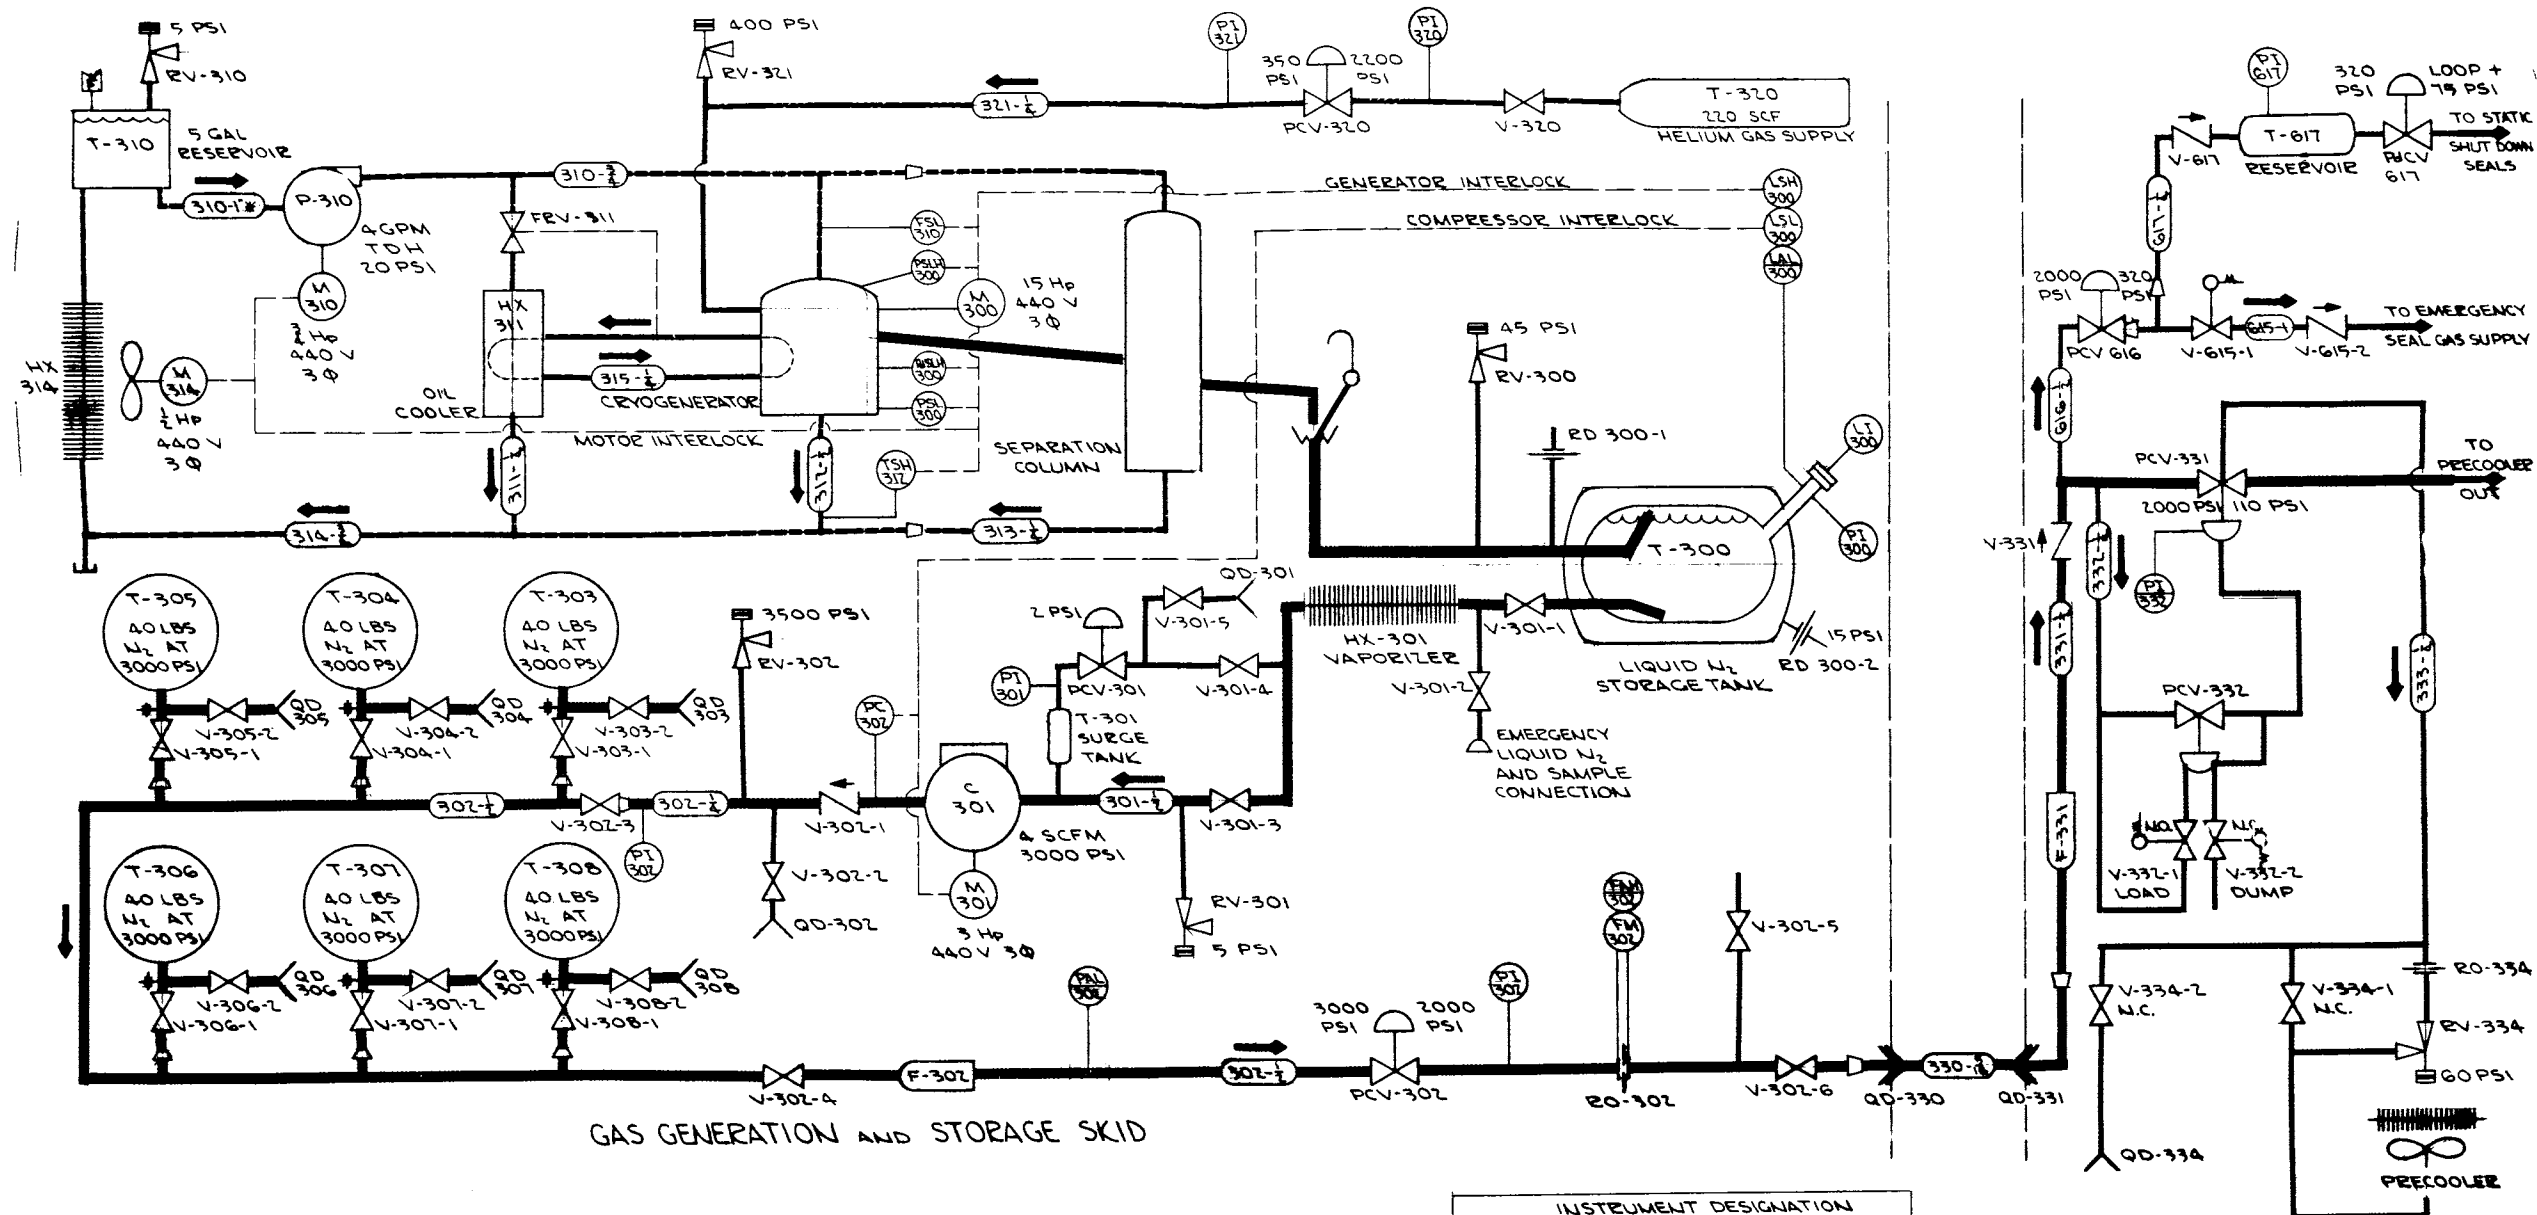 5 PSI
RV-310
T-310
5 GAL
RESERVOIR
310-1*
P-310
4 GPM
TDH
20 PSI
M
310
3/4 Hp
440 V
3Ø
HX
314
M
314
1/2 Hp
440 V
3Ø
310-3/4
FRV-311
HX
311
OIL
COOLER
315-1/4
CRYOGENERATOR
MOTOR INTERLOCK
314-3/4
313-1/2
400 PSI
RV-321
321-1/4
PI
321
350
PSI
2200
PSI
PCV-320
PI
320
V-320
T-320
220 SCF
HELIUM GAS SUPPLY
GENERATOR INTERLOCK
COMPRESSOR INTERLOCK
LSH
300
LSL
300
LAL
300
FSL
310
PSLH
300
M
300
15 Hp
440 V
3Ø
300
PSL
300
TSH
312
SEPARATION
COLUMN
45 PSI
RV-300
RD 300-1
LI
300
PI
300
T-300
15 PSI
RD 300-2
LIQUID N2
STORAGE TANK
HX-301
VAPORIZER
V-301-1
V-301-2
EMERGENCY
LIQUID N2
AND SAMPLE
CONNECTION
QD-301
V-301-5
2 PSI
PCV-301
V-301-4
PI
301
T-301
SURGE
TANK
301-1/2
V-301-3
RV-301
5 PSI
C
301
4 SCFM
3000 PSI
M
301
3 Hp
440 V 3Ø
PC
302
V-302-1
3500 PSI
RV-302
V-302-2
QD-302
302-1/4
V-302-3
PI
302
302-1/2
T-305
40 LBS
N2 AT
3000 PSI
QD
305
V-305-2
V-305-1
T-304
40 LBS
N2 AT
3000 PSI
QD
304
V-304-2
V-304-1
T-303
40 LBS
N2 AT
3000 PSI
QD
303
V-303-2
V-303-1
T-306
40 LBS
N2 AT
3000 PSI
QD
306
V-306-2
V-306-1
T-307
40 LBS
N2 AT
3000 PSI
QD
307
V-307-2
V-307-1
T-308
40 LBS
N2 AT
3000 PSI
QD
308
V-308-2
V-308-1
V-302-4
F-302
PAL
302
302-1/2
3000
PSI
2000
PSI
PCV-302
PI
302
302
RO-302
V-302-5
V-302-6
QD-330
QD-331
GAS GENERATION AND STORAGE SKID
PI
617
320
PSI
LOOP +
75 PSI
TO STATIC
SHUT DOWN
SEALS
V-617
T-617
RESERVOIR
PdCV
617
2000
PSI
320
PSI
PCV 616
V-615-1
615-1
V-615-2
TO EMERGENCY
SEAL GAS SUPPLY
PCV-331
2000 PSI 110 PSI
TO
PRECOOLER
OUT
V-331
F-331
PI
332
PCV-332
N.O.
N.C.
V-332-1
LOAD
V-332-2
DUMP
V-334-2
N.C.
V-334-1
N.C.
RO-334
RV-334
60 PSI
QD-334
PRECOOLER
INSTRUMENT DESIGNATION